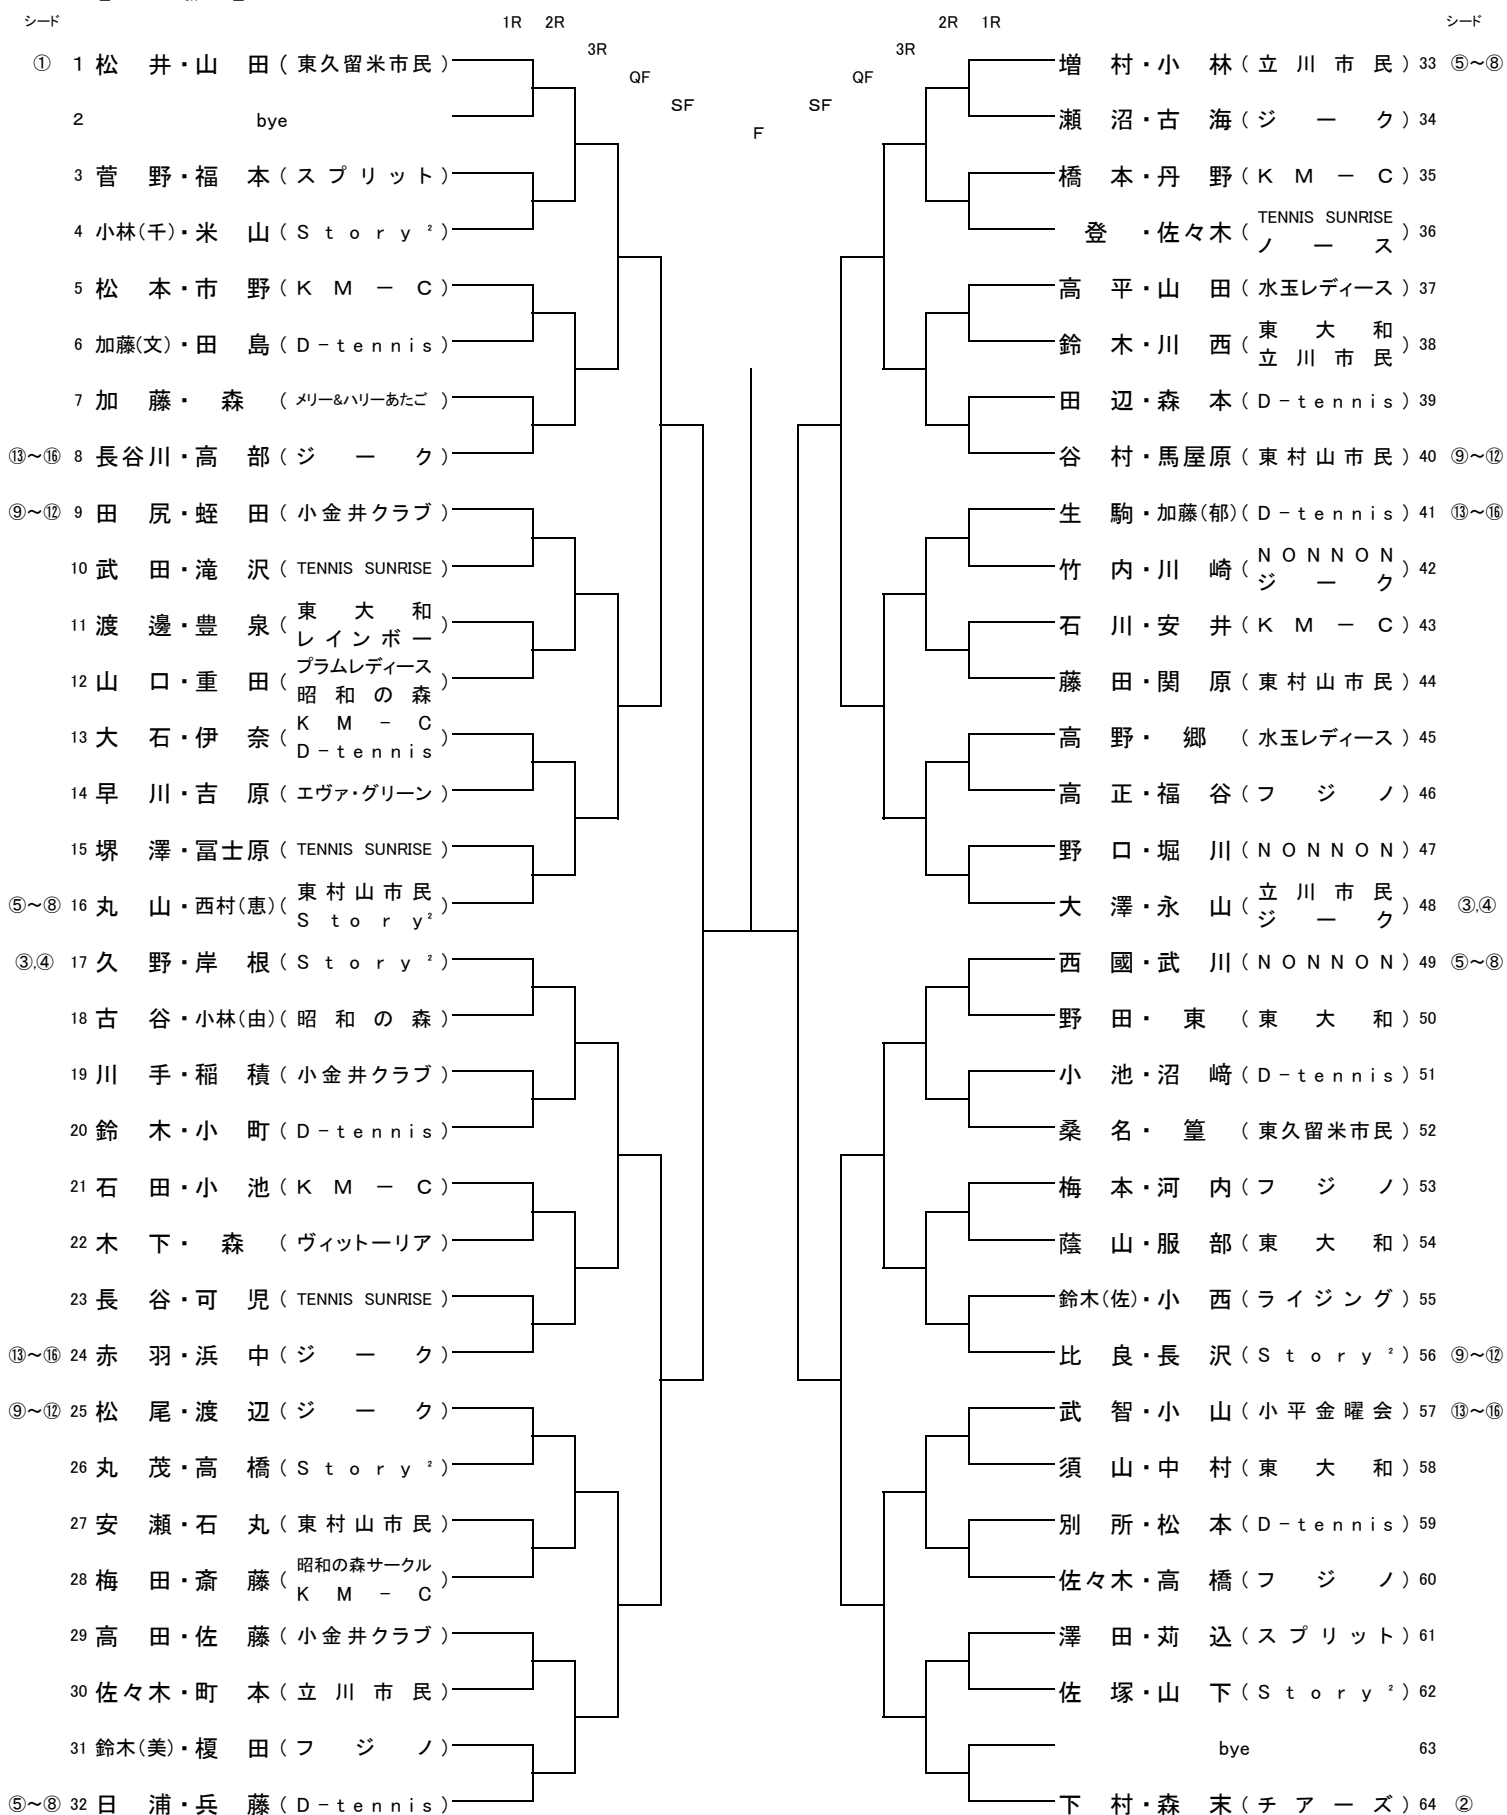 シード 1R 2R 2R 1R シード
3R 3R
QF QF
SF SF
F
① 1 松 井・山 田 ( 東久留米市民 )
2 bye
3 菅 野・福 本 ( スプリット )
4 小林(千)・米 山 ( Story² )
5 松 本・市 野 ( KM-C )
6 加藤(文)・田 島 ( D-tennis )
7 加 藤・ 森 ( メリー&ハリーあたご )
⑬~⑯ 8 長谷川・高 部 ( ジーク )
⑨~⑫ 9 田 尻・蛭 田 ( 小金井クラブ )
10 武 田・滝 沢 ( TENNIS SUNRISE )
11 渡 邊・豊 泉 ( 東大和
レインボー )
12 山 口・重 田 ( プラムレディース
昭和の森 )
13 大 石・伊 奈 ( KM-C
D-tennis )
14 早 川・吉 原 ( エヴァ・グリーン )
15 堺 澤・冨士原 ( TENNIS SUNRISE )
⑤~⑧ 16 丸 山・西村(恵) ( 東村山市民
Story² )
③,④ 17 久 野・岸 根 ( Story² )
18 古 谷・小林(由) ( 昭和の森 )
19 川 手・稲 積 ( 小金井クラブ )
20 鈴 木・小 町 ( D-tennis )
21 石 田・小 池 ( KM-C )
22 木 下・ 森 ( ヴィットーリア )
23 長 谷・可 児 ( TENNIS SUNRISE )
⑬~⑯ 24 赤 羽・浜 中 ( ジーク )
⑨~⑫ 25 松 尾・渡 辺 ( ジーク )
26 丸 茂・高 橋 ( Story² )
27 安 瀬・石 丸 ( 東村山市民 )
28 梅 田・斎 藤 ( 昭和の森サークル
KM-C )
29 高 田・佐 藤 ( 小金井クラブ )
30 佐々木・町 本 ( 立川市民 )
31 鈴木(美)・榎 田 ( フジノ )
⑤~⑧ 32 日 浦・兵 藤 ( D-tennis )
増 村・小 林 ( 立川市民 ) 33 ⑤~⑧
瀬 沼・古 海 ( ジーク ) 34
橋 本・丹 野 ( KM-C ) 35
登 ・佐々木 ( TENNIS SUNRISE
ノース ) 36
高 平・山 田 ( 水玉レディース ) 37
鈴 木・川 西 ( 東大和
立川市民 ) 38
田 辺・森 本 ( D-tennis ) 39
谷 村・馬屋原 ( 東村山市民 ) 40 ⑨~⑫
生 駒・加藤(郁) ( D-tennis ) 41 ⑬~⑯
竹 内・川 崎 ( NONNON
ジーク ) 42
石 川・安 井 ( KM-C ) 43
藤 田・関 原 ( 東村山市民 ) 44
高 野・ 郷 ( 水玉レディース ) 45
高 正・福 谷 ( フジノ ) 46
野 口・堀 川 ( NONNON ) 47
大 澤・永 山 ( 立川市民
ジーク ) 48 ③,④
西 國・武 川 ( NONNON ) 49 ⑤~⑧
野 田・ 東 ( 東大和 ) 50
小 池・沼 﨑 ( D-tennis ) 51
桑 名・ 篁 ( 東久留米市民 ) 52
梅 本・河 内 ( フジノ ) 53
蔭 山・服 部 ( 東大和 ) 54
鈴木(佐)・小 西 ( ライジング ) 55
比 良・長 沢 ( Story² ) 56 ⑨~⑫
武 智・小 山 ( 小平金曜会 ) 57 ⑬~⑯
須 山・中 村 ( 東大和 ) 58
別 所・松 本 ( D-tennis ) 59
佐々木・高 橋 ( フジノ ) 60
澤 田・苅 込 ( スプリット ) 61
佐 塚・山 下 ( Story² ) 62
bye 63
下 村・森 末 ( チアーズ ) 64 ②